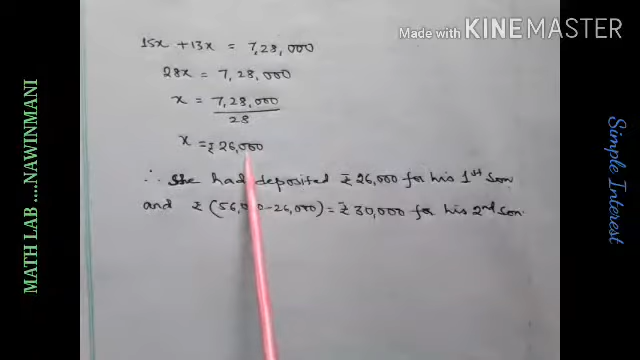 Made with KINEMASTER
15x + 13x = 7,28,000
28x = 7,28,000
x = 7,28,000
28
x = ₹ 26,000
∴ She had deposited ₹ 26,000 for his 1st son
and ₹ (56,000-26,000) = ₹ 30,000 for his 2nd son.
MATH LAB ....NAWINMANI
Simple Interest